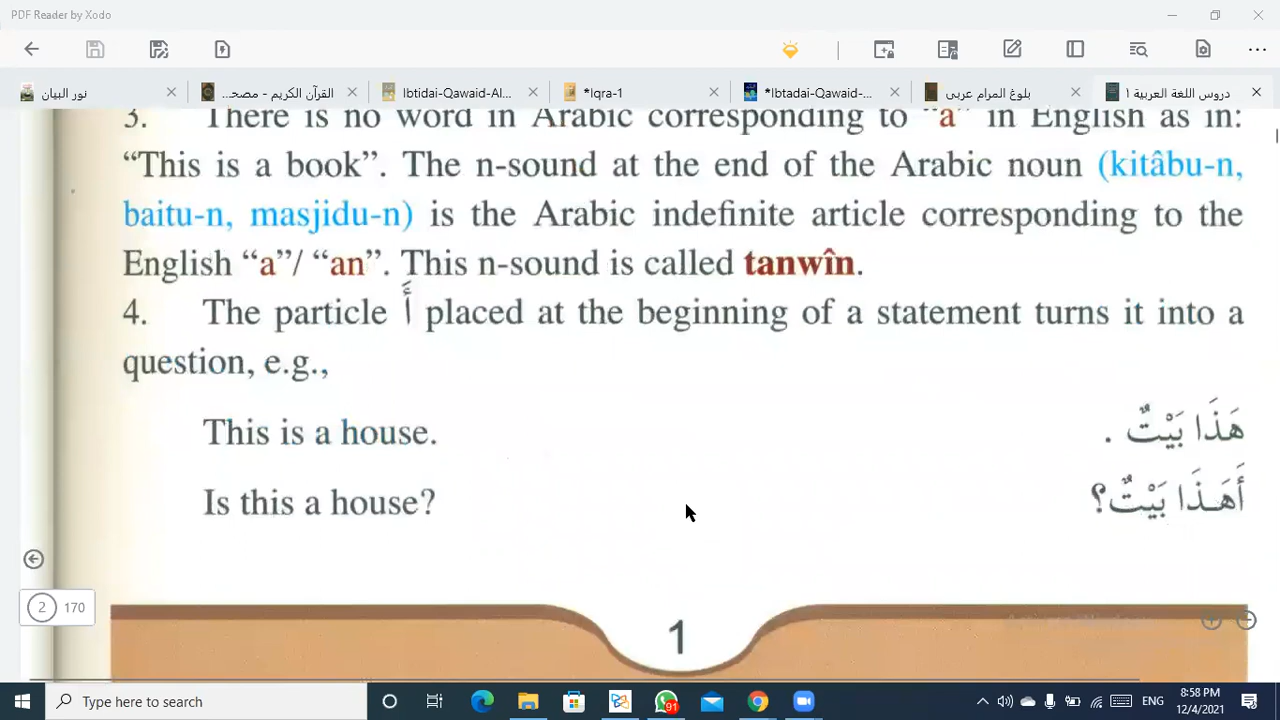 PDF Reader by Xodo
نور البيان
القرآن الكريم - مصحـ...
Ibtidai-Qawaid-Al...
*Iqra-1
*Ibtadai-Qawaid-...
بلوغ المرام عربى
دروس اللغة العربية ١
3. There is no word in Arabic corresponding to “a” in English as in:
“This is a book”. The n-sound at the end of the Arabic noun (kitâbu-n,
baitu-n, masjidu-n) is the Arabic indefinite article corresponding to the
English “a”/ “an”. This n-sound is called tanwîn.
4. The particle أَ placed at the beginning of a statement turns it into a
question, e.g.,
This is a house. هَذَا بَيْتٌ .
Is this a house? أَهَـذَا بَيْتٌ؟
2 170
1
Type here to search
91
ENG
8:58 PM
12/4/2021